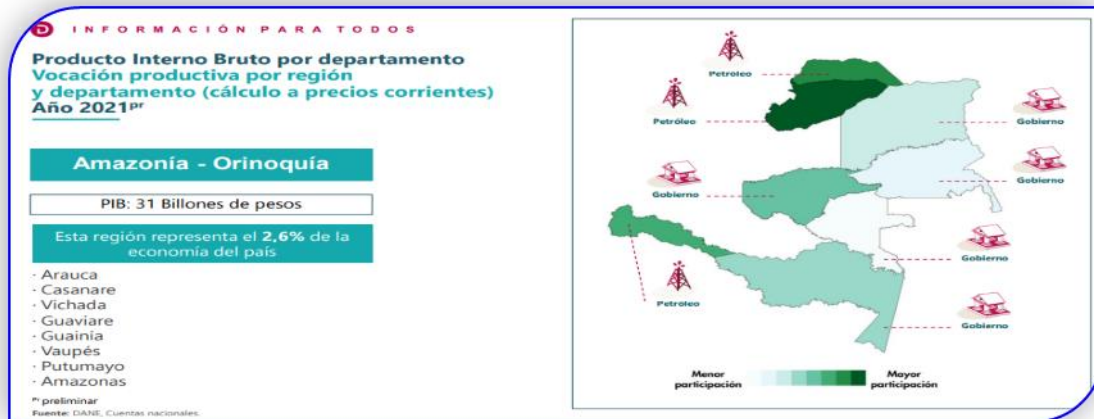 INFORMACIÓN PARA TODOS
Producto Interno Bruto por departamento
Vocación productiva por región
y departamento (cálculo a precios corrientes)
Año 2021ᵖʳ
Amazonía - Orinoquía
PIB: 31 Billones de pesos
Esta región representa el 2,6% de la
economía del país
· Arauca
· Casanare
· Vichada
· Guaviare
· Guainía
· Vaupés
· Putumayo
· Amazonas
ᴾʳ preliminar
Fuente: DANE, Cuentas nacionales.
Petróleo
Petróleo
Gobierno
Gobierno
Gobierno
Gobierno
Petróleo
Gobierno
Menor
participación
Mayor
participación